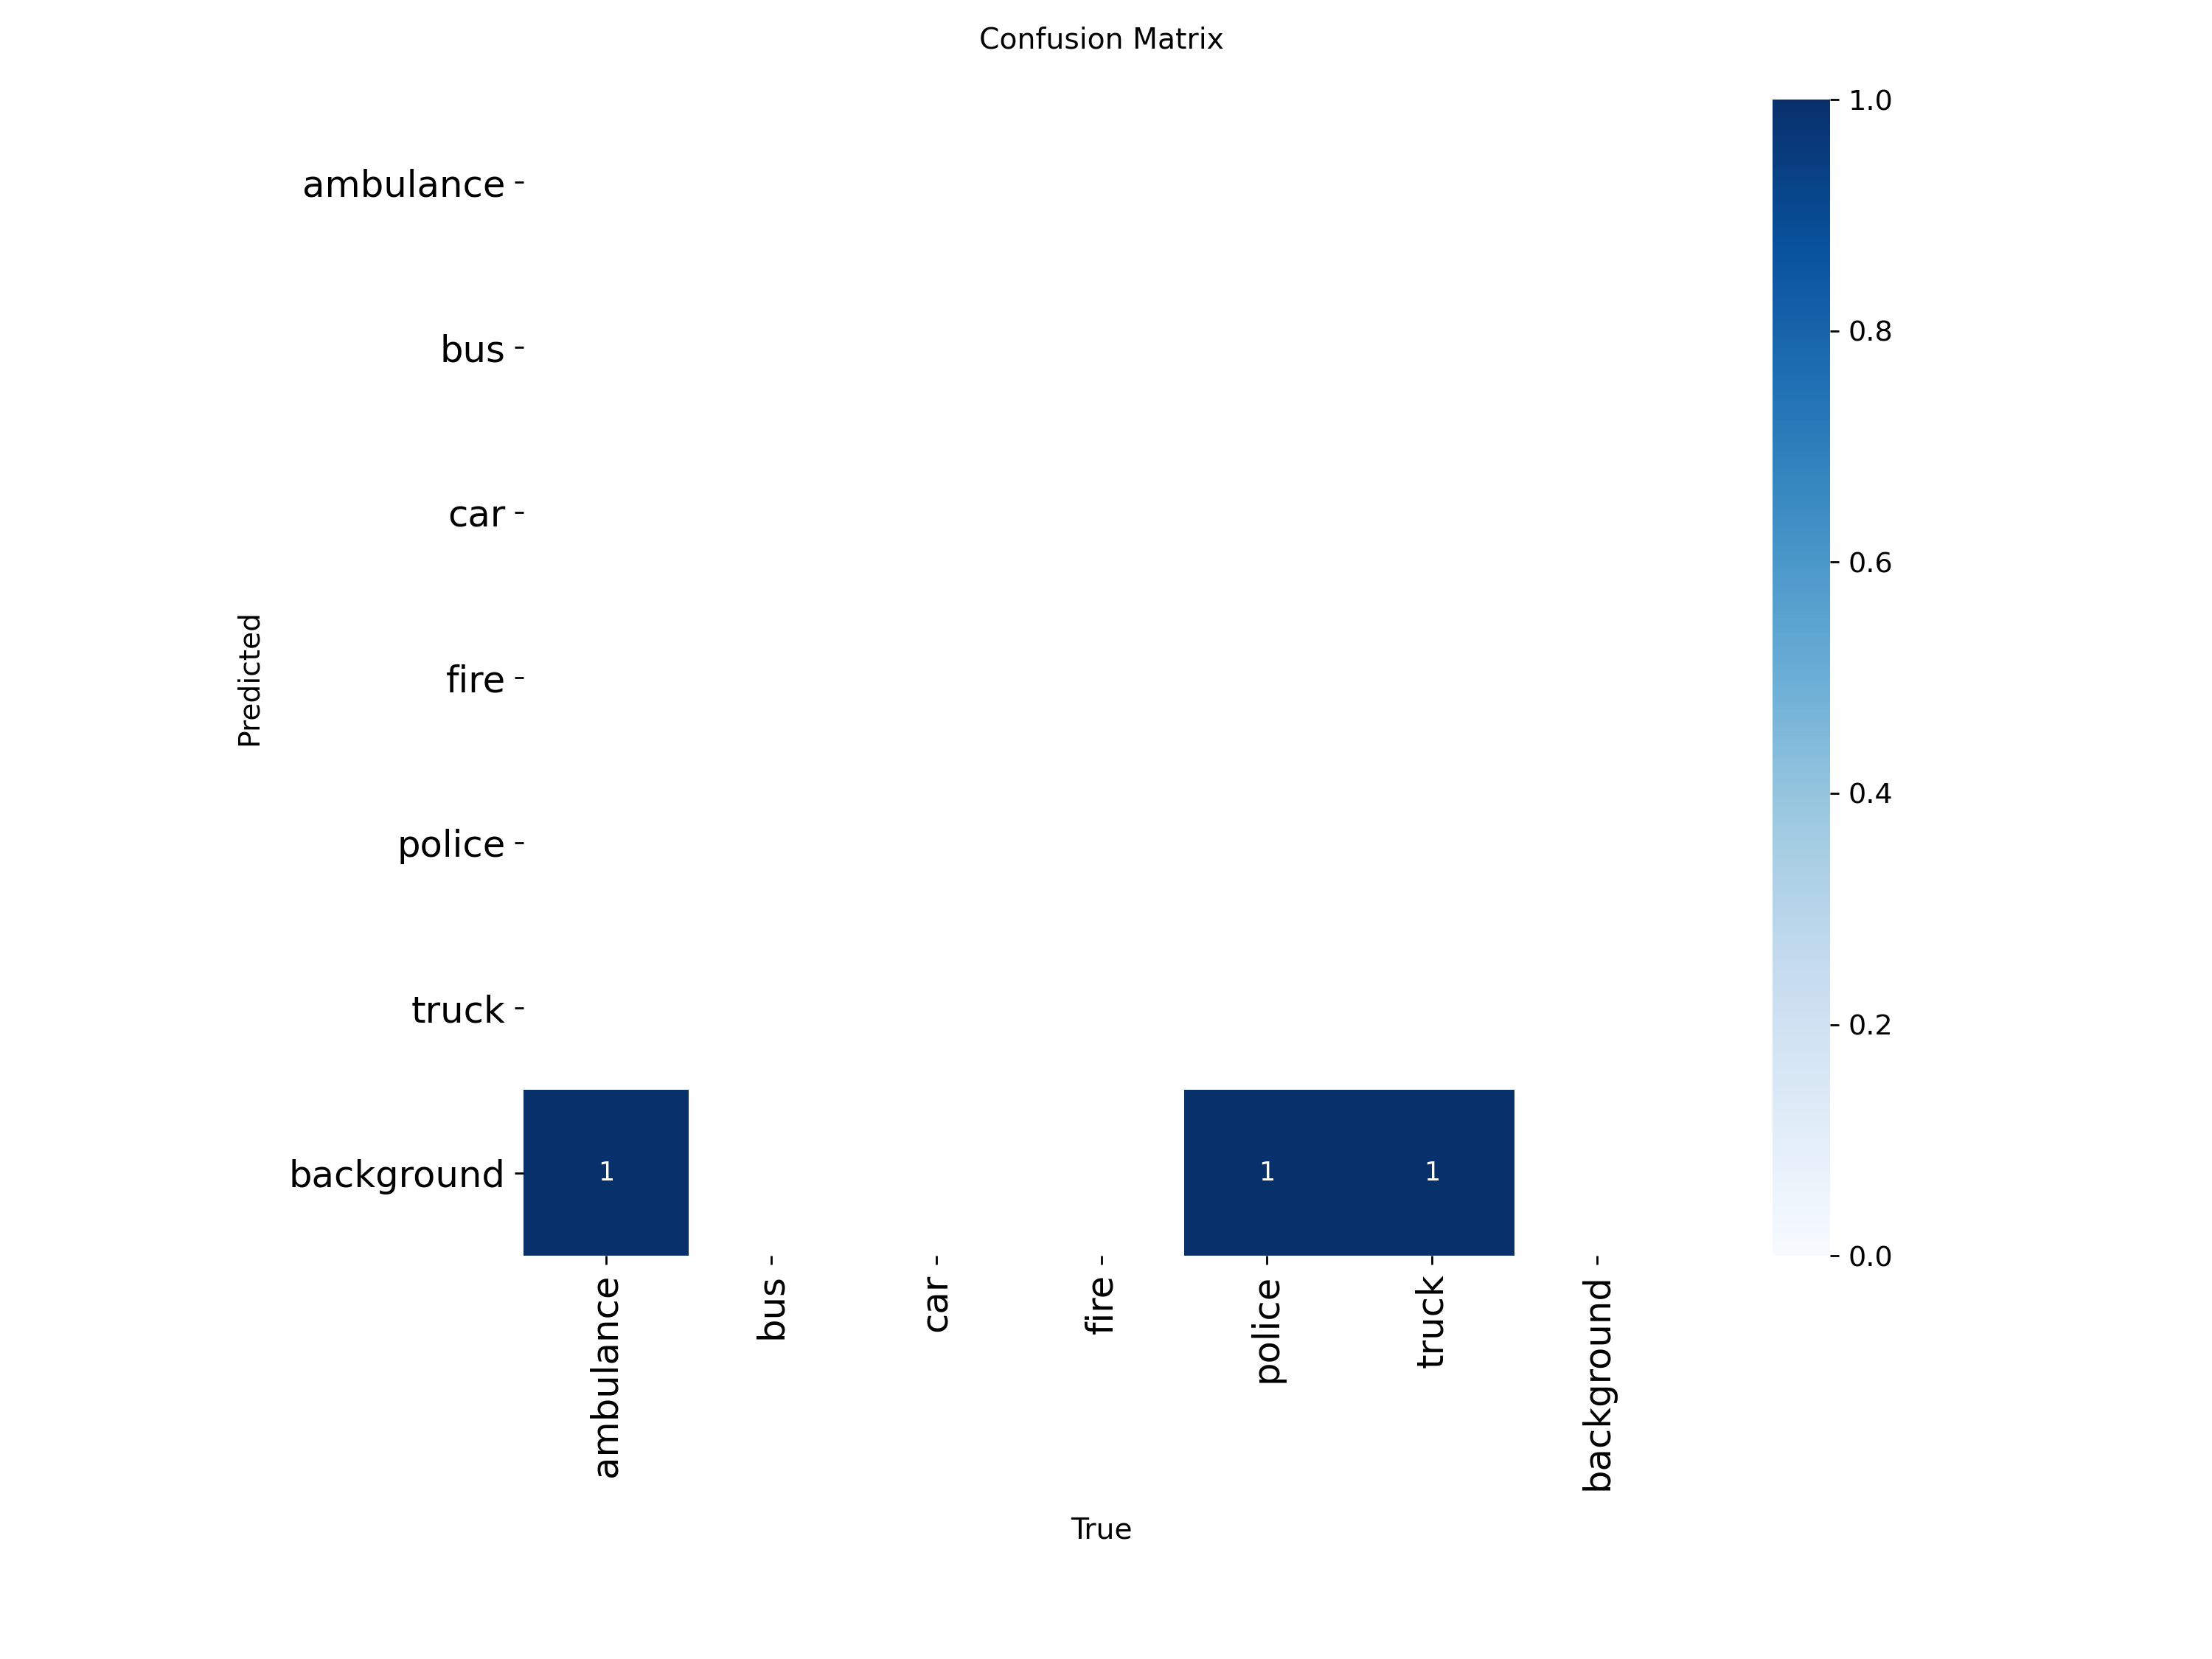 Confusion Matrix
1.0
ambulance
0.8
bus
car
0.6
Predicted
fire
0.4
police
truck
0.2
background
1
1
1
0.0
ambulance
bus
car
fire
police
truck
background
True